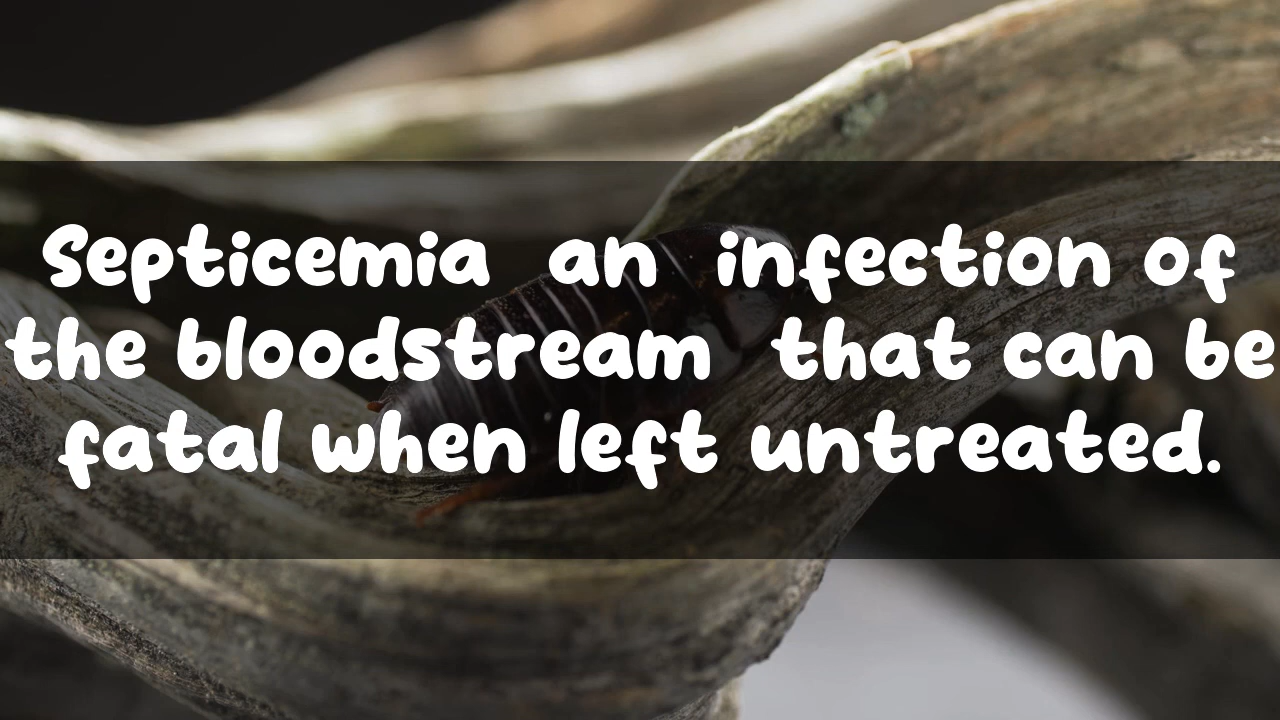 Septicemia  an  infection of
the bloodstream  that can be
fatal when left untreated.